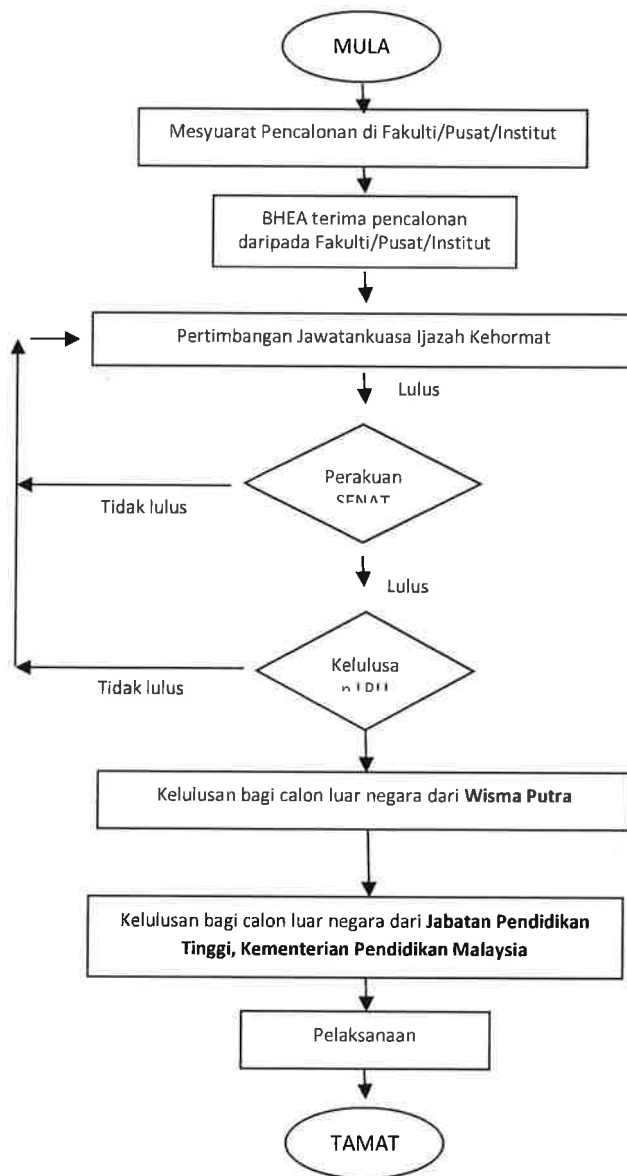 MULA
Mesyuarat Pencalonan di Fakulti/Pusat/Institut
BHEA terima pencalonan
daripada Fakulti/Pusat/Institut
Pertimbangan Jawatankuasa Ijazah Kehormat
Lulus
Perakuan
SENAT
Tidak lulus
Lulus
Kelulusa
n LPU
Tidak lulus
Kelulusan bagi calon luar negara dari Wisma Putra
Kelulusan bagi calon luar negara dari Jabatan Pendidikan
Tinggi, Kementerian Pendidikan Malaysia
Pelaksanaan
TAMAT